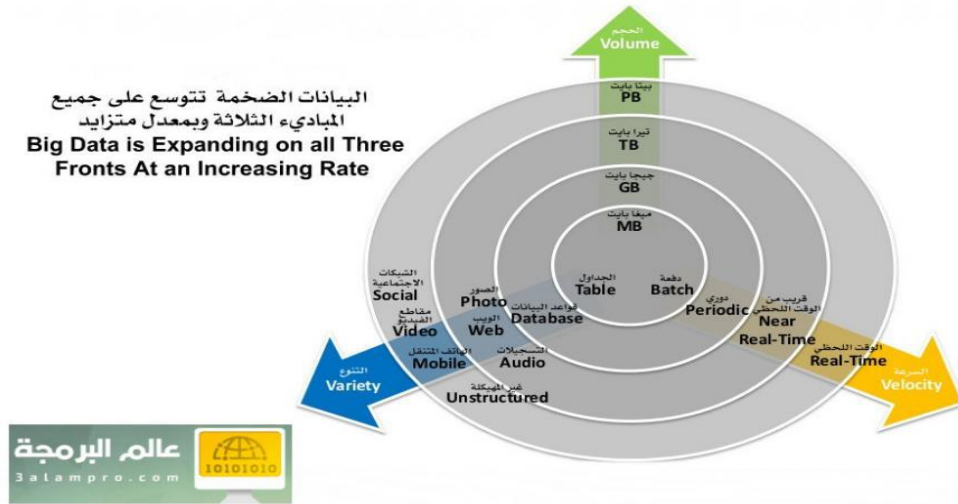 الحجم
Volume
البيانات الضخمة تتوسع على جميع
المباديء الثلاثة وبمعدل متزايد
Big Data is Expanding on all Three
Fronts At an Increasing Rate
بيتا بايت
PB
تيرا بايت
TB
جيجا بايت
GB
ميغا بايت
MB
الجداول
Table
دفعة
Batch
دوري
Periodic
قريب من
الوقت اللحظي
Near
Real-Time
الوقت اللحظي
Real-Time
السرعة
Velocity
الشبكات
الاجتماعية
Social
الصور
Photo
قواعد البيانات
Database
مقاطع
الفيديو
Video
الويب
Web
الهاتف المتنقل
Mobile
التسجيلات
Audio
غير المهيكلة
Unstructured
التنوع
Variety
عالم البرمجة
3alampro.com
10101010